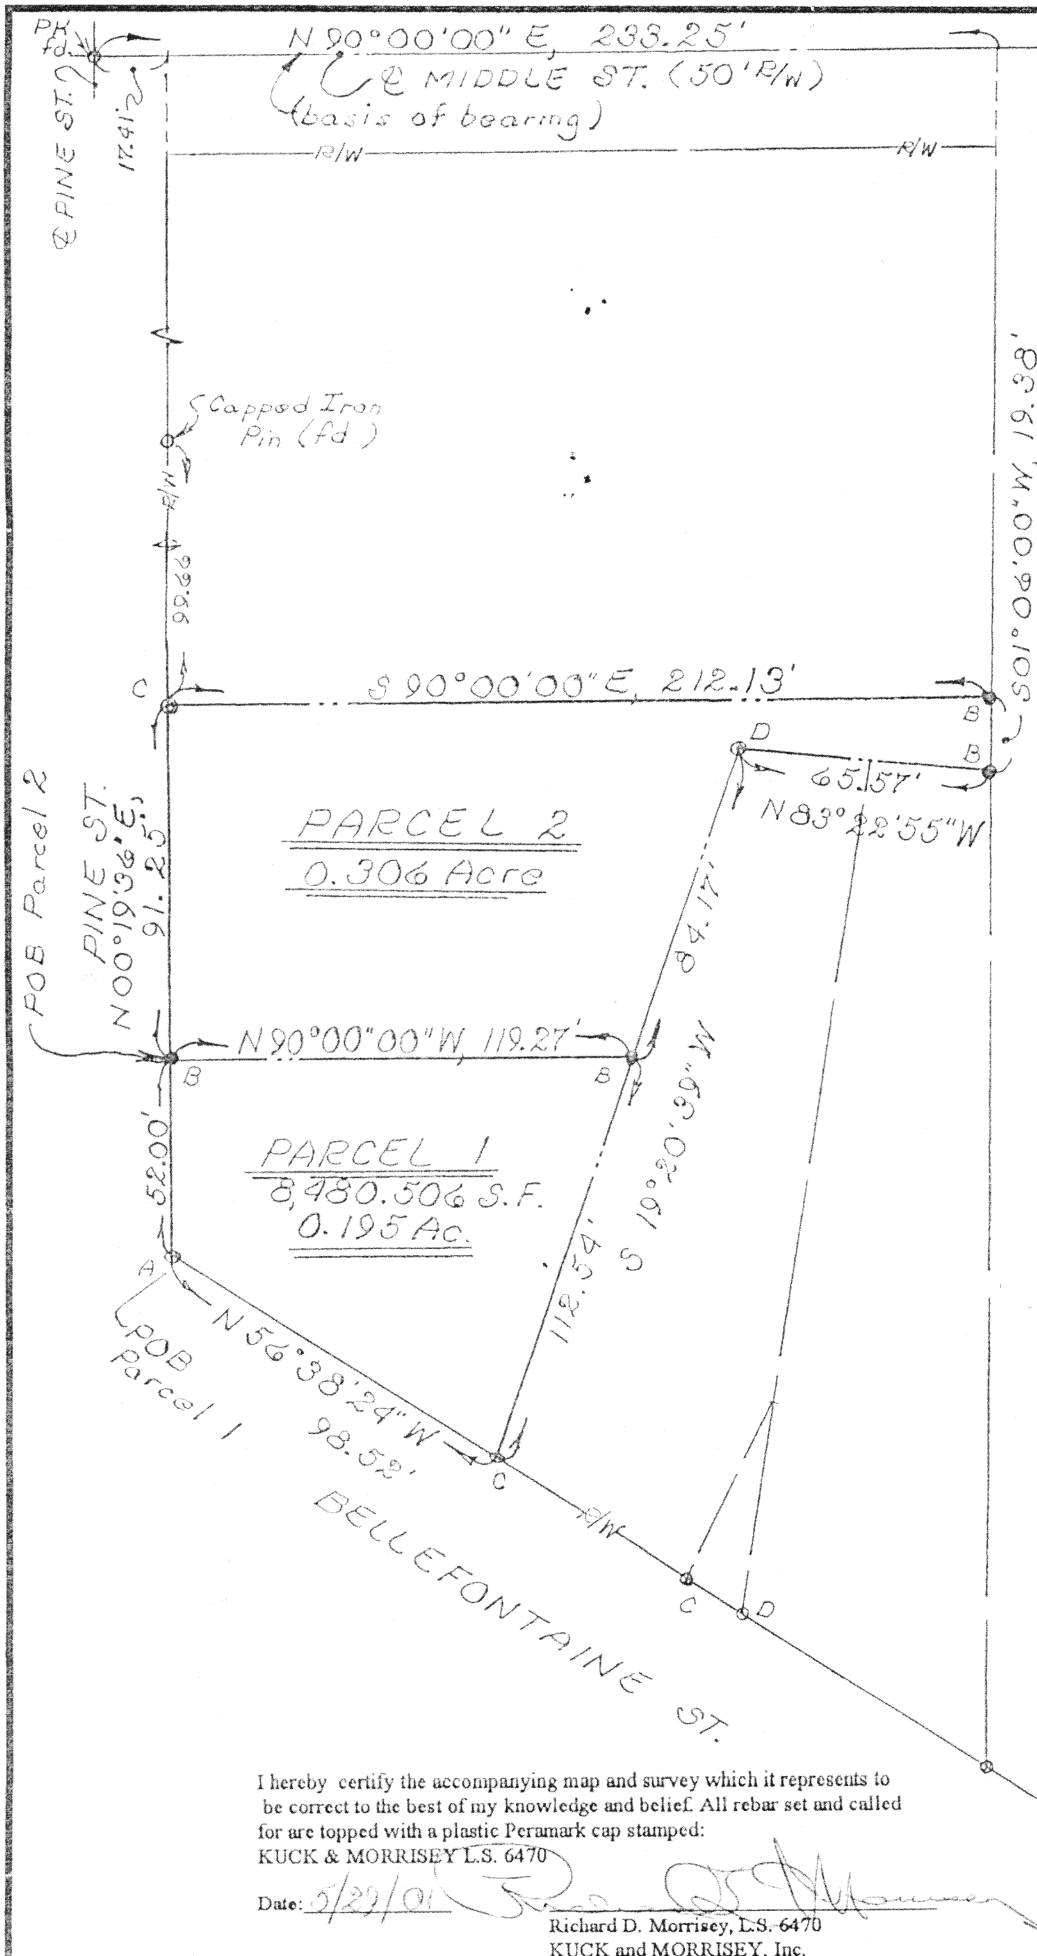 PK
fd.
N 90°00'00" E, 233.25'
℄ MIDDLE ST. (50' R/W)
(basis of bearing)
17.41'
℄ PINE ST.
R/W
R/W
Capped Iron
Pin (fd.)
R/W
99.66'
S01°09'00"W, 19.38'
C
S 90°00'00" E, 212.13'
B
D
B
65.57'
N 83°22'55" W
POB Parcel 2
PINE ST.
N00°19'36" E,
91.25'
PARCEL 2
0.306 Acre
84.17'
N 90°00"00"W, 119.27'
B
B
S 19°20'39" W
52.00'
PARCEL 1
8,480.506 S.F.
0.195 Ac.
A
112.54'
POB
Parcel 1
N 56°38'24" W
98.52'
C
R/W
C
D
BELLEFONTAINE ST.
I hereby certify the accompanying map and survey which it represents to
be correct to the best of my knowledge and belief. All rebar set and called
for are topped with a plastic Peramark cap stamped:
KUCK & MORRISEY L.S. 6470
Date: 5/29/01
Richard D. Morrisey, L.S. 6470
KUCK and MORRISEY, Inc.